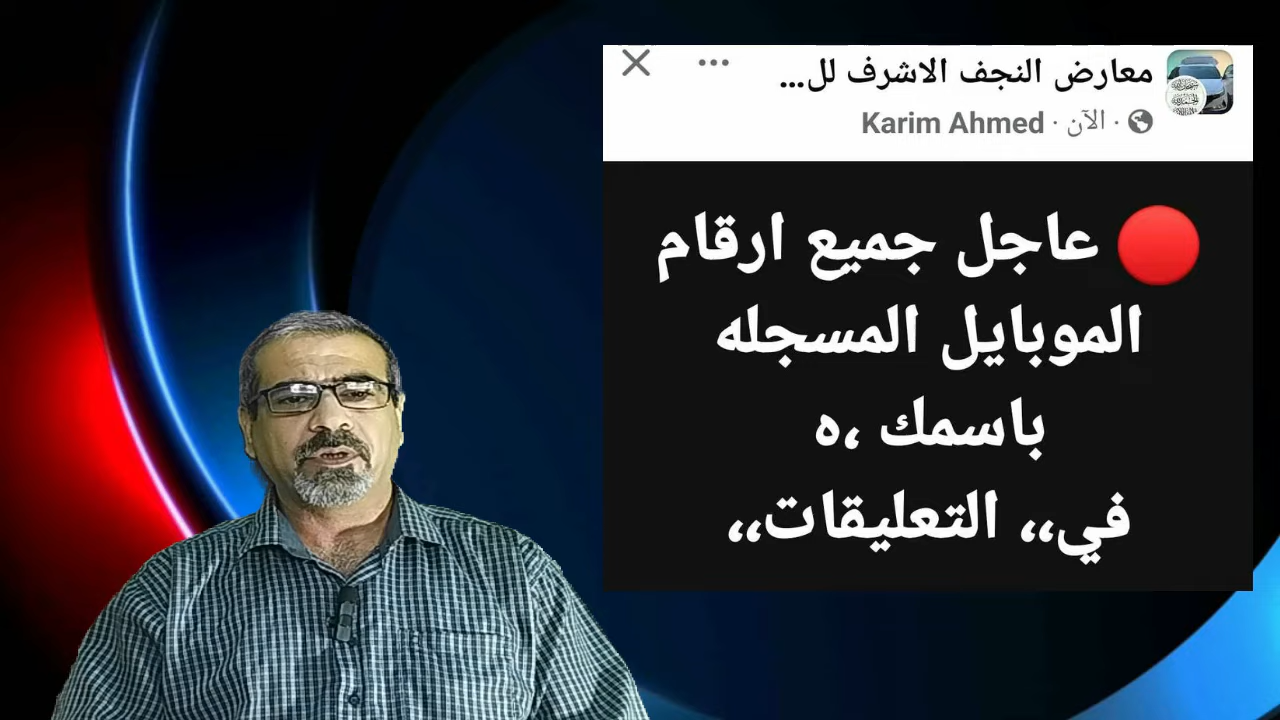 معارض النجف الاشرف لل...
Karim Ahmed · الآن ·
عاجل جميع ارقام
الموبايل المسجله
باسمك ،ه
في،، التعليقات،،